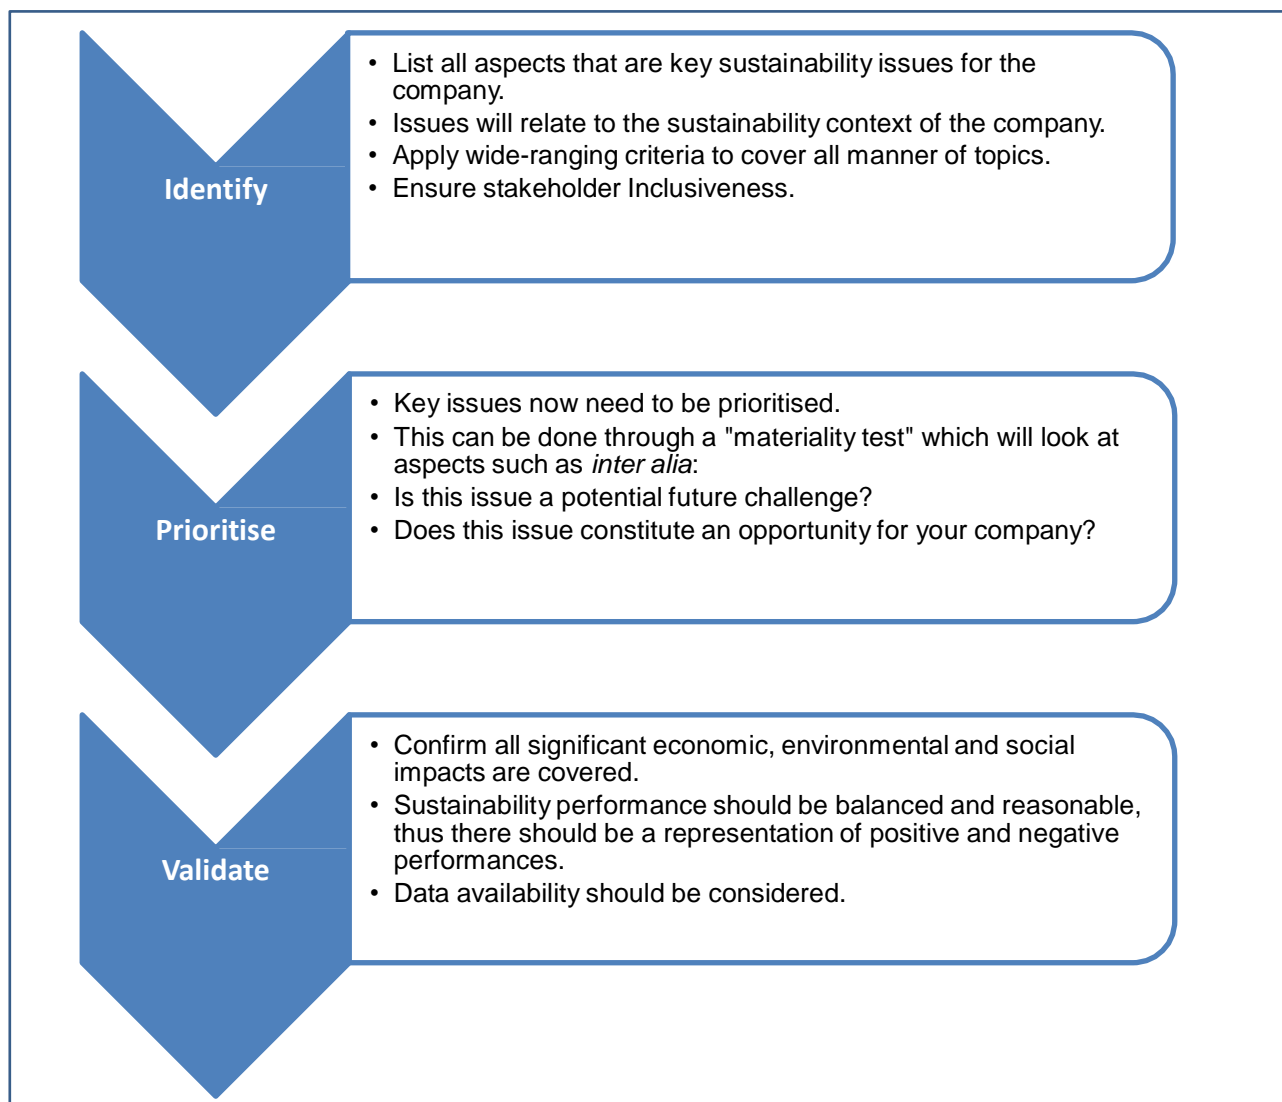 Identify
• List all aspects that are key sustainability issues for the
company.
• Issues will relate to the sustainability context of the company.
• Apply wide-ranging criteria to cover all manner of topics.
• Ensure stakeholder Inclusiveness.
Prioritise
• Key issues now need to be prioritised.
• This can be done through a "materiality test" which will look at
aspects such as inter alia:
• Is this issue a potential future challenge?
• Does this issue constitute an opportunity for your company?
Validate
• Confirm all significant economic, environmental and social
impacts are covered.
• Sustainability performance should be balanced and reasonable,
thus there should be a representation of positive and negative
performances.
• Data availability should be considered.